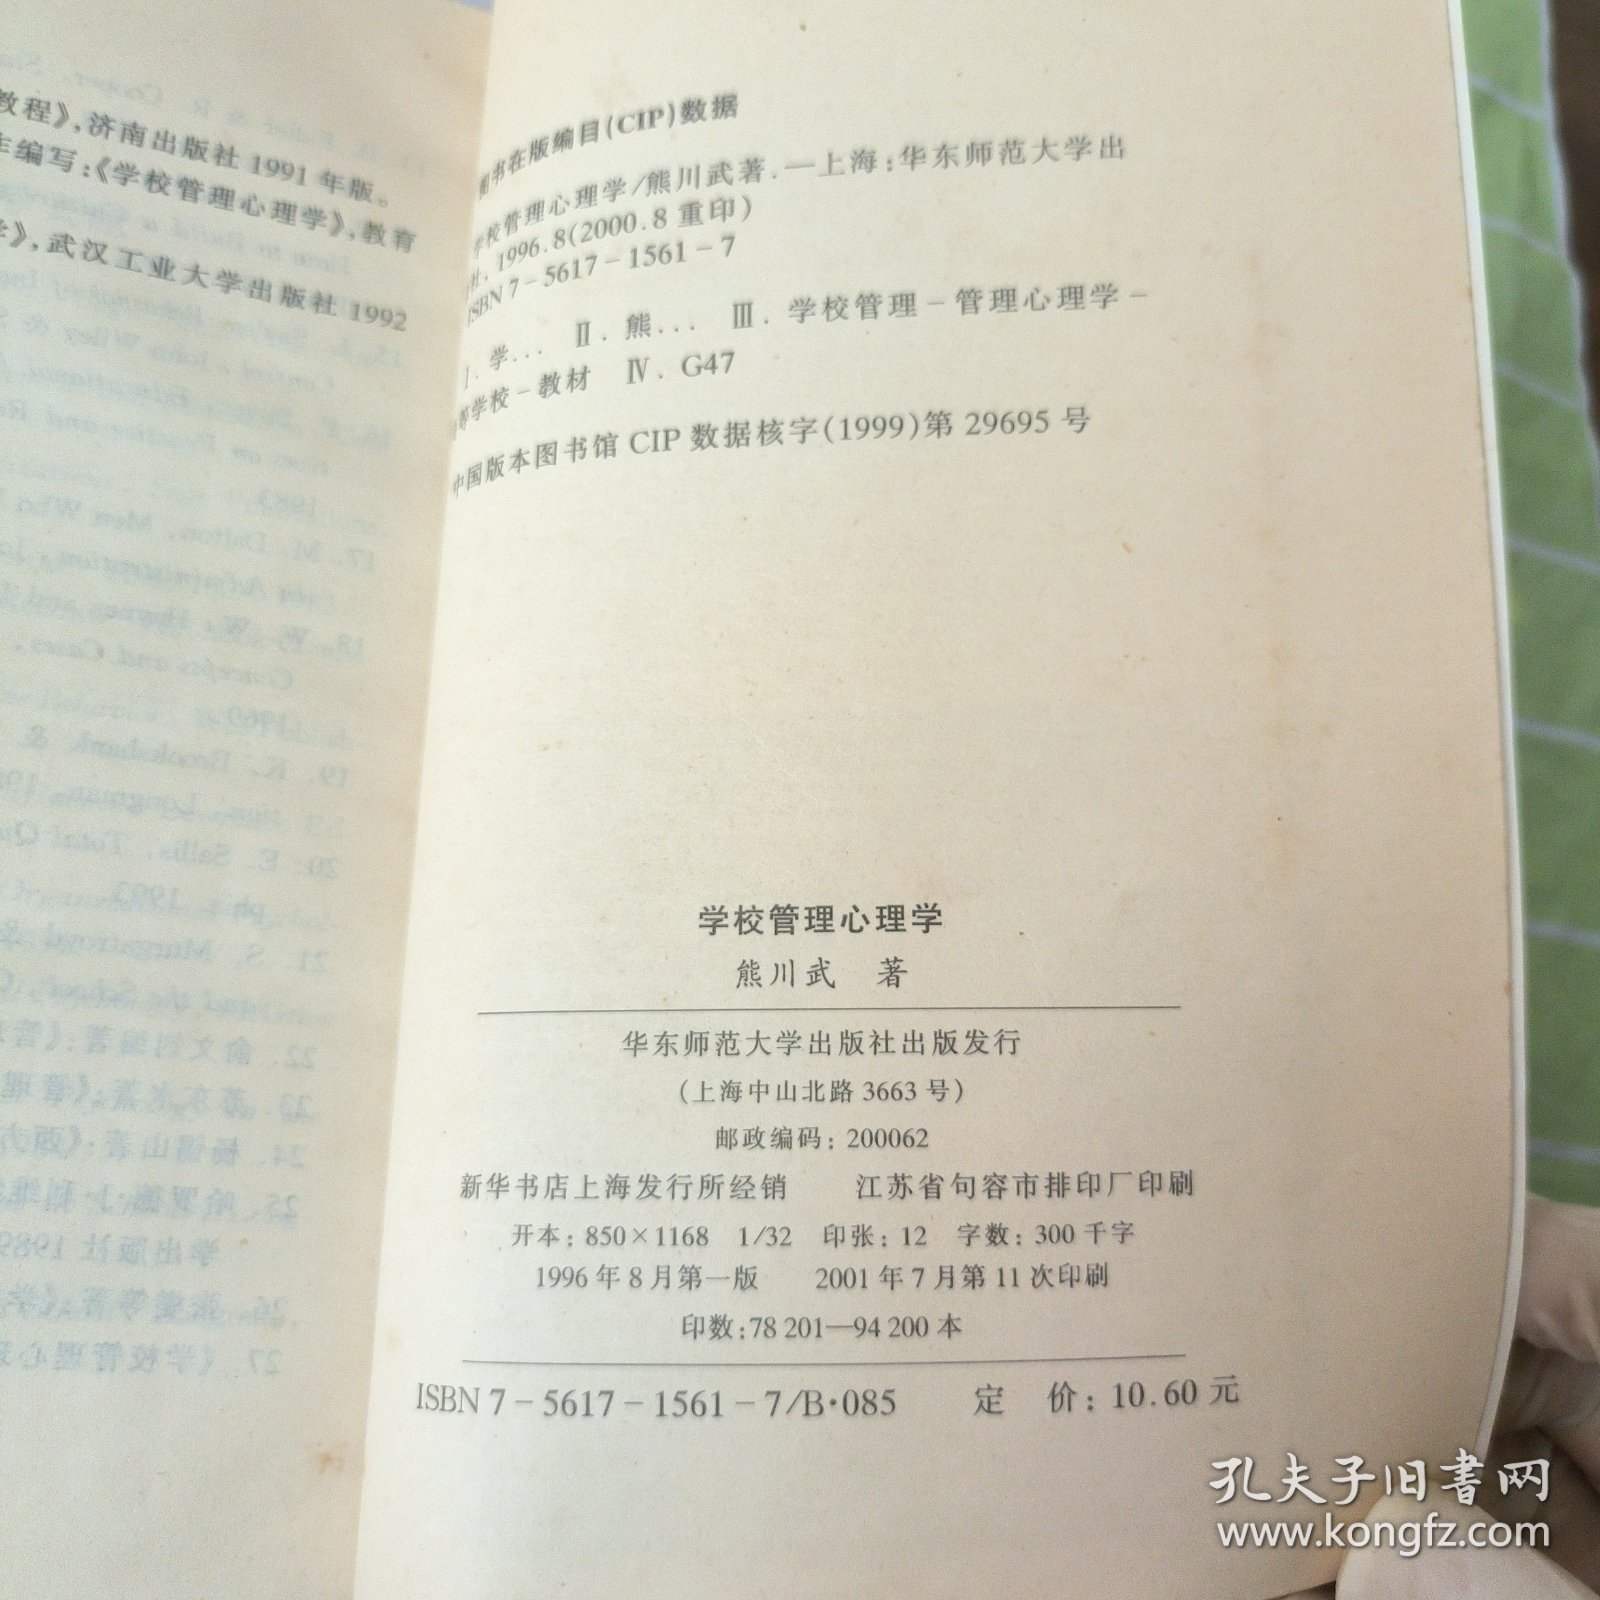 教程》,济南出版社 1991 年版。
编写:《学校管理心理学》,教育
》,武汉工业大学出版社 1992
图书在版编目(CIP)数据
学校管理心理学/熊川武著.—上海:华东师范大学出
社, 1996.8(2000.8 重印)
ISBN 7-5617-1561-7
Ⅰ.学... Ⅱ.熊... Ⅲ.学校管理-管理心理学-
等学校-教材 Ⅳ. G47
中国版本图书馆 CIP 数据核字(1999)第 29695 号
学校管理心理学
熊川武 著
华东师范大学出版社出版发行
(上海中山北路 3663 号)
邮政编码: 200062
新华书店上海发行所经销 江苏省句容市排印厂印刷
开本: 850×1168 1/32 印张: 12 字数: 300 千字
1996 年 8 月第一版 2001 年 7 月第 11 次印刷
印数:78 201—94 200 本
ISBN 7-5617-1561-7/B·085 定 价: 10.60 元
孔夫子旧书网
www.kongfz.com